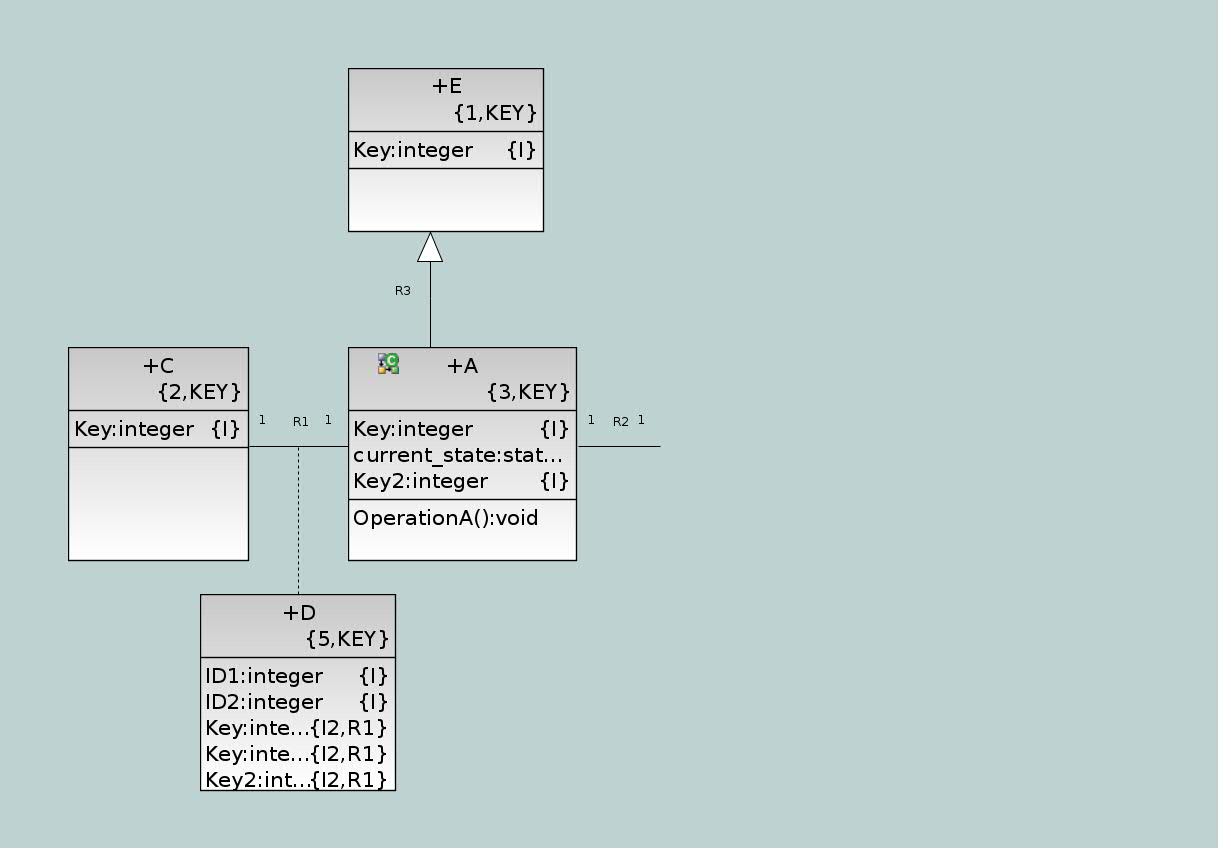 +E
{1,KEY}
Key:integer {I}
R3
+C
{2,KEY}
Key:integer {I}
1 R1 1
C
+A
{3,KEY}
Key:integer {I}
current_state:stat...
Key2:integer {I}
OperationA():void
1 R2 1
+D
{5,KEY}
ID1:integer {I}
ID2:integer {I}
Key:inte...{I2,R1}
Key:inte...{I2,R1}
Key2:int...{I2,R1}